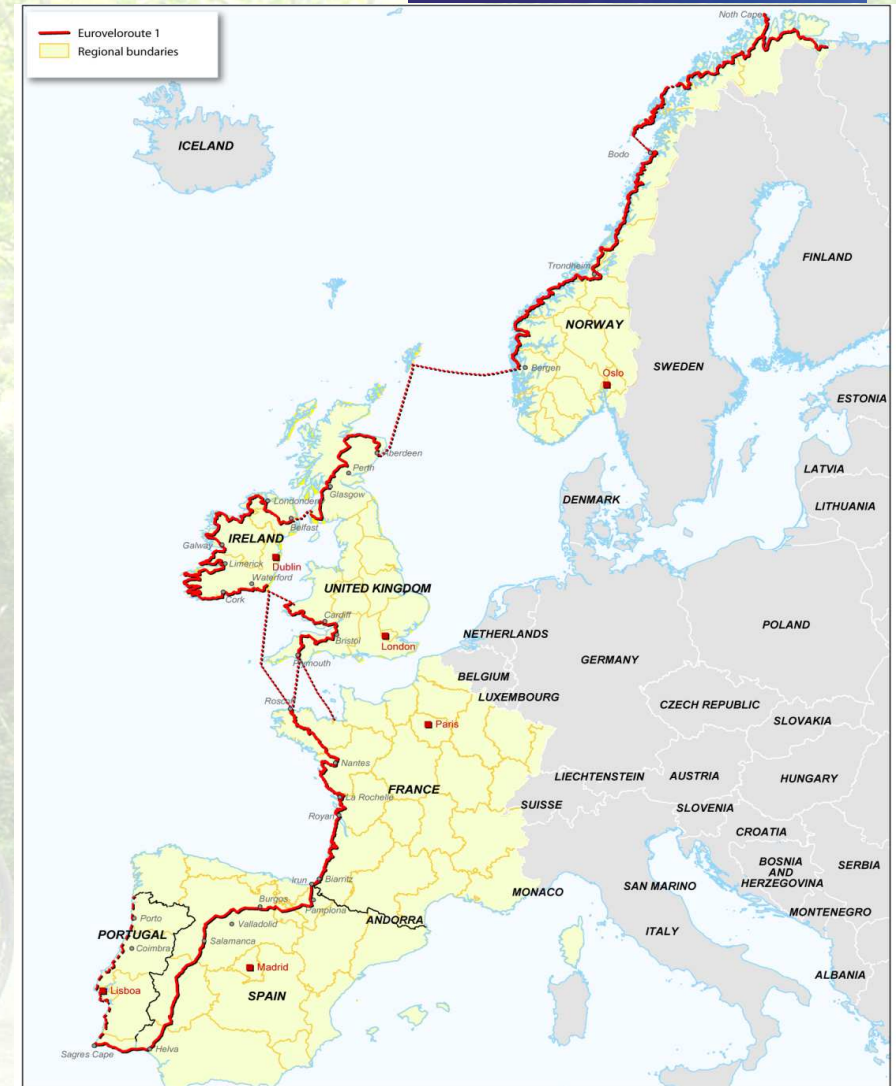 Euroveloroute 1
Regional bundaries
Noth Cape
ICELAND
Bodo
FINLAND
Trondheim
NORWAY
SWEDEN
Bergen
Oslo
ESTONIA
Aberdeen
Perth
LATVIA
Glasgow
DENMARK
LITHUANIA
Belfast
IRELAND
Galway
Dublin
Limerick
Waterford
UNITED KINGDOM
Cork
Cardiff
POLAND
Bristol
London
NETHERLANDS
Plymouth
GERMANY
BELGIUM
LUXEMBOURG
CZECH REPUBLIC
SLOVAKIA
Paris
Nantes
LIECHTENSTEIN
AUSTRIA
HUNGARY
FRANCE
La Rochelle
SUISSE
SLOVENIA
Royan
CROATIA
BOSNIA
AND
HERZEGOVINA
SERBIA
Irun
Biarritz
MONACO
SAN MARINO
Burgos
Pamplona
ANDORRA
MONTENEGRO
Porto
Valladolid
ITALY
PORTUGAL
Salamanca
Coimbra
Madrid
ALBANIA
Lisboa
SPAIN
Sagres Cape
Helva